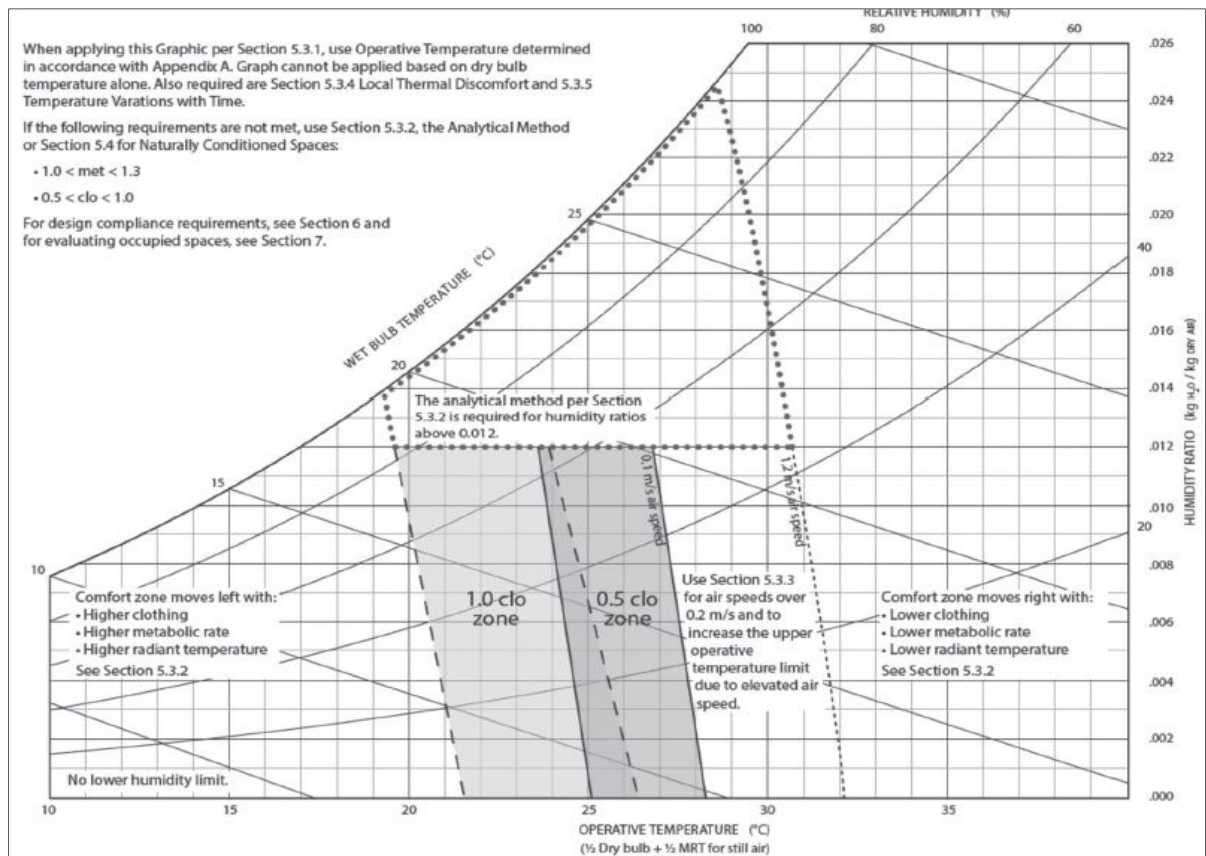 RELATIVE HUMIDITY (%)
100
80
60
When applying this Graphic per Section 5.3.1, use Operative Temperature determined
in accordance with Appendix A. Graph cannot be applied based on dry bulb
temperature alone. Also required are Section 5.3.4 Local Thermal Discomfort and 5.3.5
Temperature Varations with Time.
If the following requirements are not met, use Section 5.3.2, the Analytical Method
or Section 5.4 for Naturally Conditioned Spaces:
• 1.0 < met < 1.3
• 0.5 < clo < 1.0
For design compliance requirements, see Section 6 and
for evaluating occupied spaces, see Section 7.
WET BULB TEMPERATURE (°C)
10
15
20
25
The analytical method per Section
5.3.2 is required for humidity ratios
above 0.012.
0.1 m/s air speed
1.2 m/s air speed
Comfort zone moves left with:
• Higher clothing
• Higher metabolic rate
• Higher radiant temperature
See Section 5.3.2
1.0 clo
zone
0.5 clo
zone
Use Section 5.3.3
for air speeds over
0.2 m/s and to
increase the upper
operative
temperature limit
due to elevated air
speed.
Comfort zone moves right with:
• Lower clothing
• Lower metabolic rate
• Lower radiant temperature
See Section 5.3.2
No lower humidity limit.
.026
.024
.022
.020
40
.018
.016
.014
.012
.010
20
.008
.006
.004
.002
.000
HUMIDITY RATIO (kg H₂O / kg DRY AIR)
10
15
20
25
30
35
OPERATIVE TEMPERATURE (°C)
(½ Dry bulb + ½ MRT for still air)